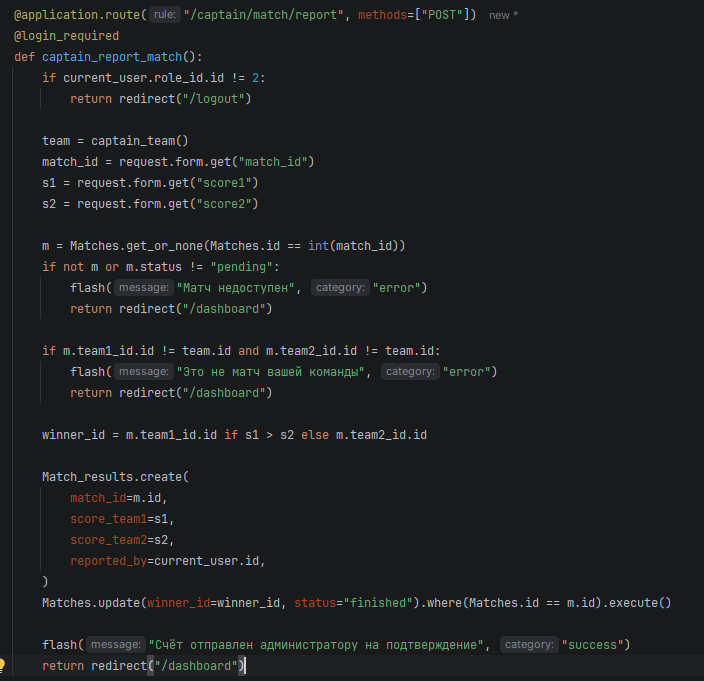 @application.route( rule: "/captain/match/report", methods=["POST"]) new *
@login_required
def captain_report_match():
if current_user.role_id.id != 2:
return redirect("/logout")
team = captain_team()
match_id = request.form.get("match_id")
s1 = request.form.get("score1")
s2 = request.form.get("score2")
m = Matches.get_or_none(Matches.id == int(match_id))
if not m or m.status != "pending":
flash( message: "Матч недоступен", category: "error")
return redirect("/dashboard")
if m.team1_id.id != team.id and m.team2_id.id != team.id:
flash( message: "Это не матч вашей команды", category: "error")
return redirect("/dashboard")
winner_id = m.team1_id.id if s1 > s2 else m.team2_id.id
Match_results.create(
match_id=m.id,
score_team1=s1,
score_team2=s2,
reported_by=current_user.id,
)
Matches.update(winner_id=winner_id, status="finished").where(Matches.id == m.id).execute()
flash( message: "Счёт отправлен администратору на подтверждение", category: "success")
return redirect("/dashboard")